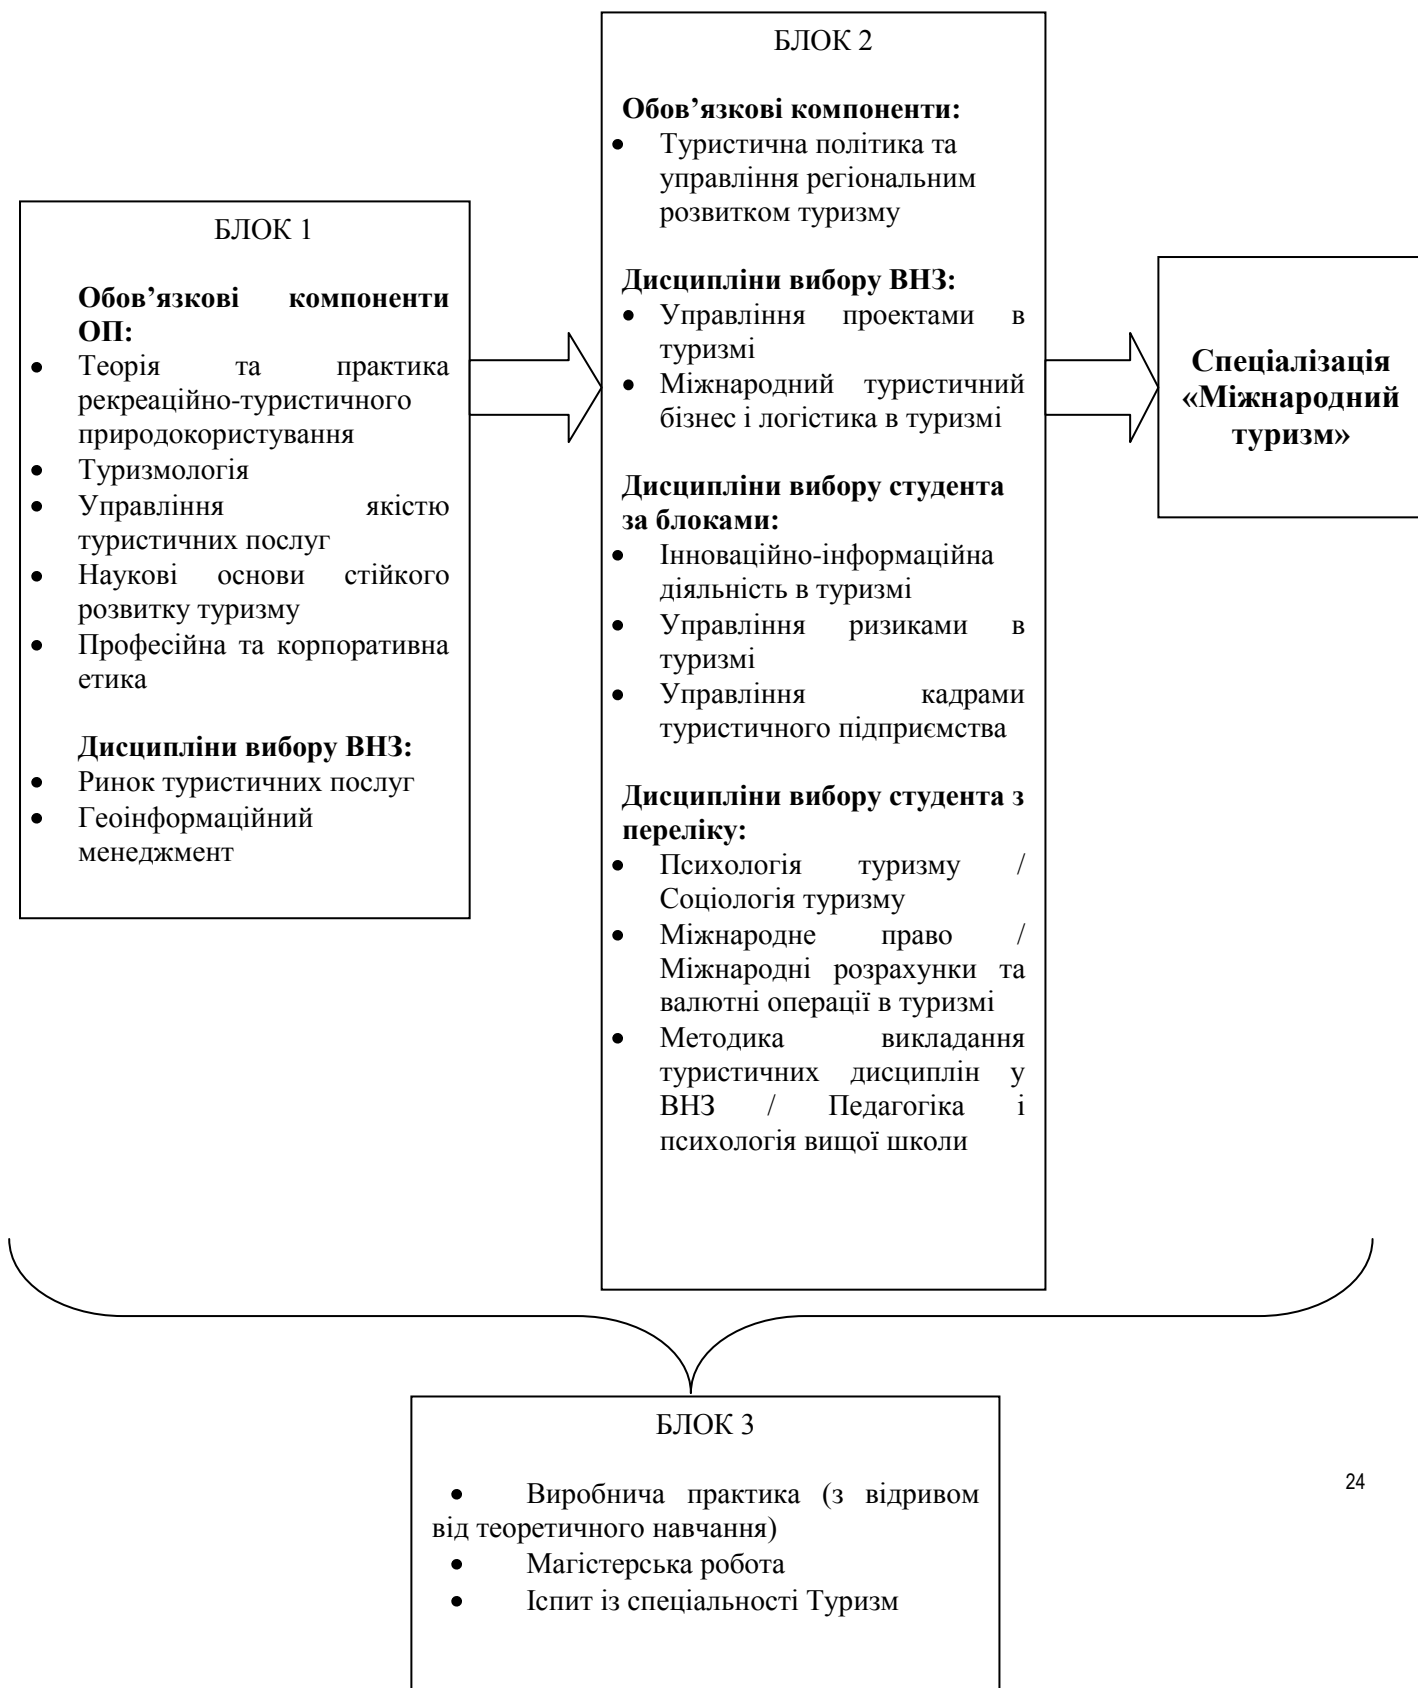 БЛОК 1
Обов’язкові компоненти
ОП:
• Теорія та практика
рекреаційно-туристичного
природокористування
• Туризмологія
• Управління якістю
туристичних послуг
• Наукові основи стійкого
розвитку туризму
• Професійна та корпоративна
етика
Дисципліни вибору ВНЗ:
• Ринок туристичних послуг
• Геоінформаційний
менеджмент
БЛОК 2
Обов’язкові компоненти:
• Туристична політика та
управління регіональним
розвитком туризму
Дисципліни вибору ВНЗ:
• Управління проектами в
туризмі
• Міжнародний туристичний
бізнес і логістика в туризмі
Дисципліни вибору студента
за блоками:
• Інноваційно-інформаційна
діяльність в туризмі
• Управління ризиками в
туризмі
• Управління кадрами
туристичного підприємства
Дисципліни вибору студента з
переліку:
• Психологія туризму /
Соціологія туризму
• Міжнародне право /
Міжнародні розрахунки та
валютні операції в туризмі
• Методика викладання
туристичних дисциплін у
ВНЗ / Педагогіка і
психологія вищої школи
Спеціалізація
«Міжнародний
туризм»
БЛОК 3
• Виробнича практика (з відривом
від теоретичного навчання)
• Магістерська робота
• Іспит із спеціальності Туризм
24